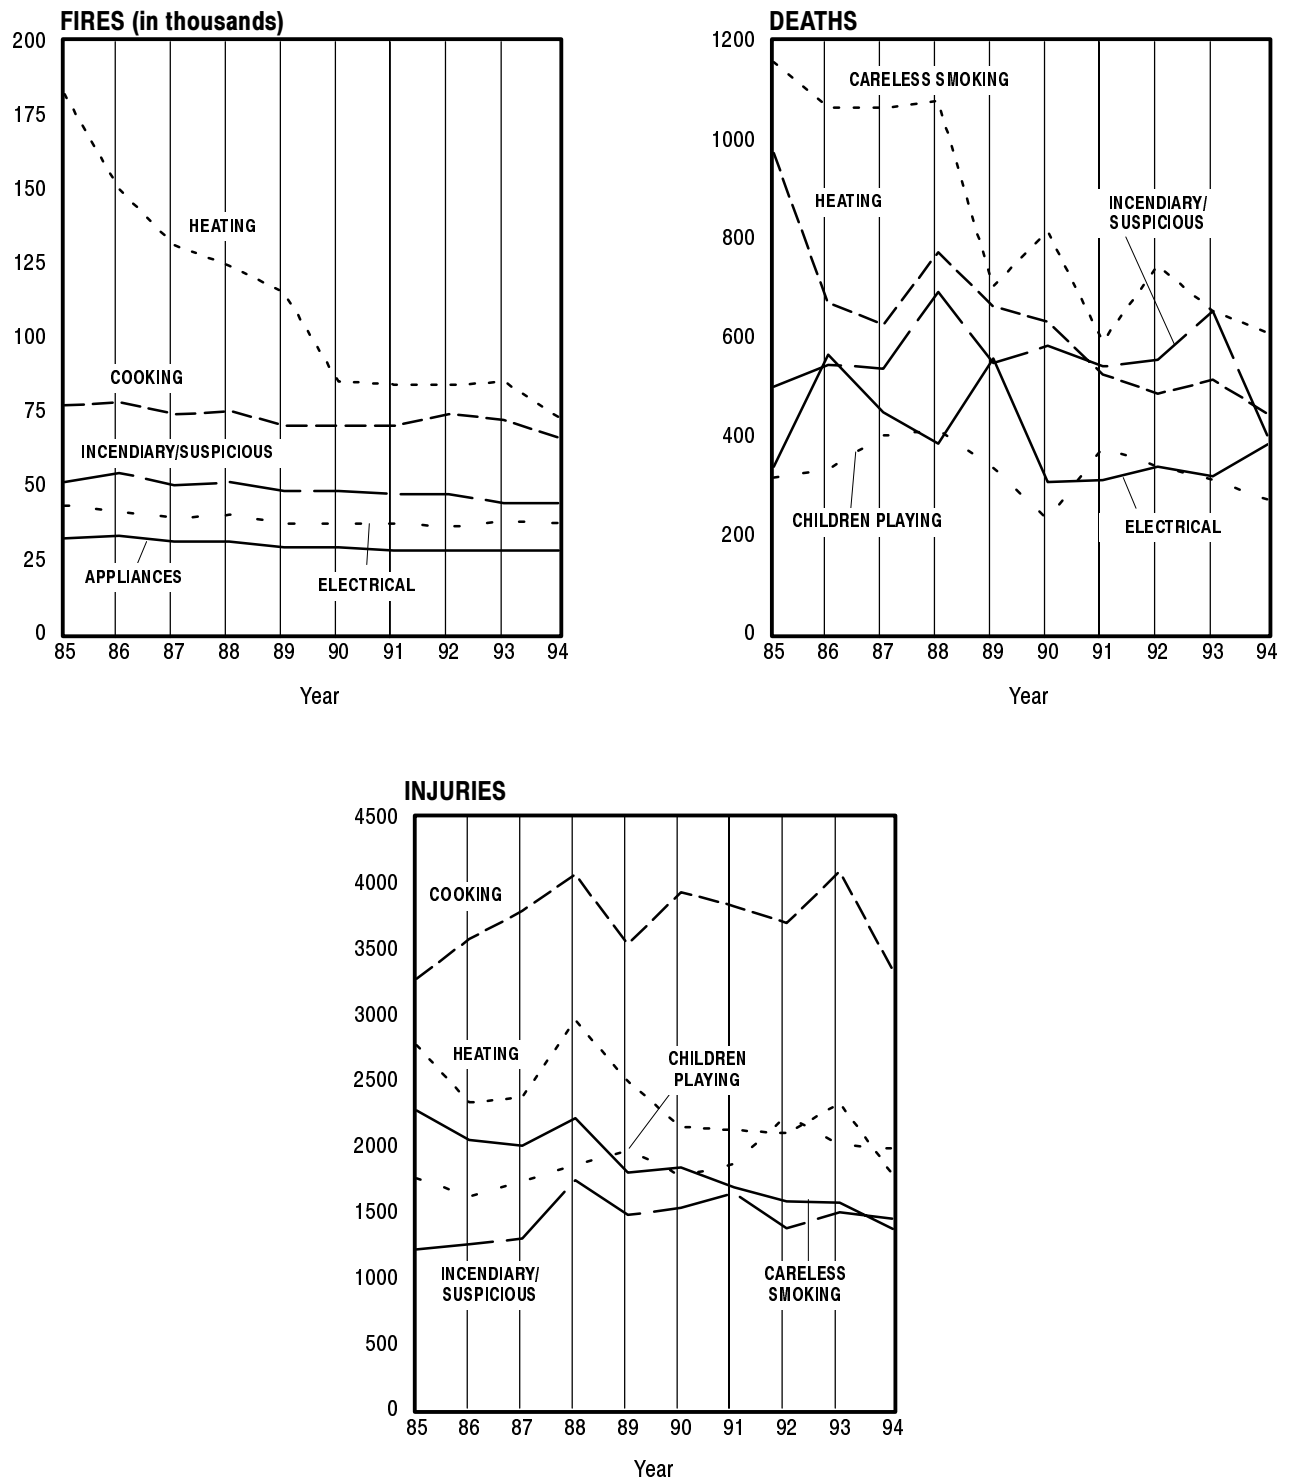 FIRES (in thousands)
200
175
150
125
100
75
50
25
0
HEATING
COOKING
INCENDIARY/SUSPICIOUS
APPLIANCES
ELECTRICAL
85 86 87 88 89 90 91 92 93 94
Year
DEATHS
1200
1000
800
600
400
200
0
CARELESS SMOKING
HEATING
INCENDIARY/
SUSPICIOUS
CHILDREN PLAYING
ELECTRICAL
85 86 87 88 89 90 91 92 93 94
Year
INJURIES
4500
4000
3500
3000
2500
2000
1500
1000
500
0
COOKING
HEATING
CHILDREN
PLAYING
INCENDIARY/
SUSPICIOUS
CARELESS
SMOKING
85 86 87 88 89 90 91 92 93 94
Year